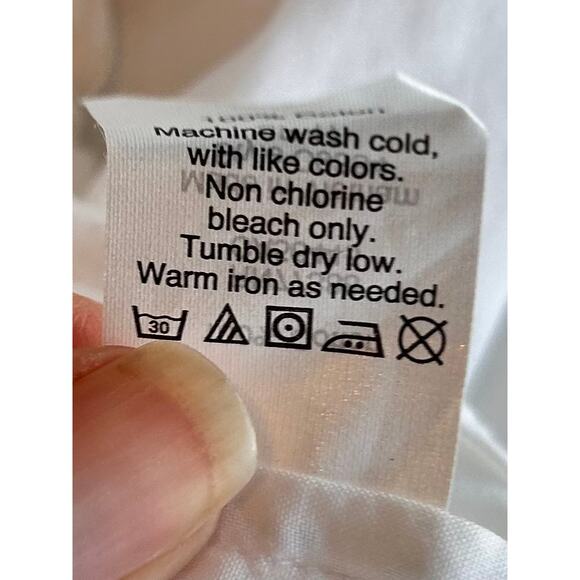 Machine wash cold,
with like colors.
Non chlorine
bleach only.
Tumble dry low.
Warm iron as needed.
30